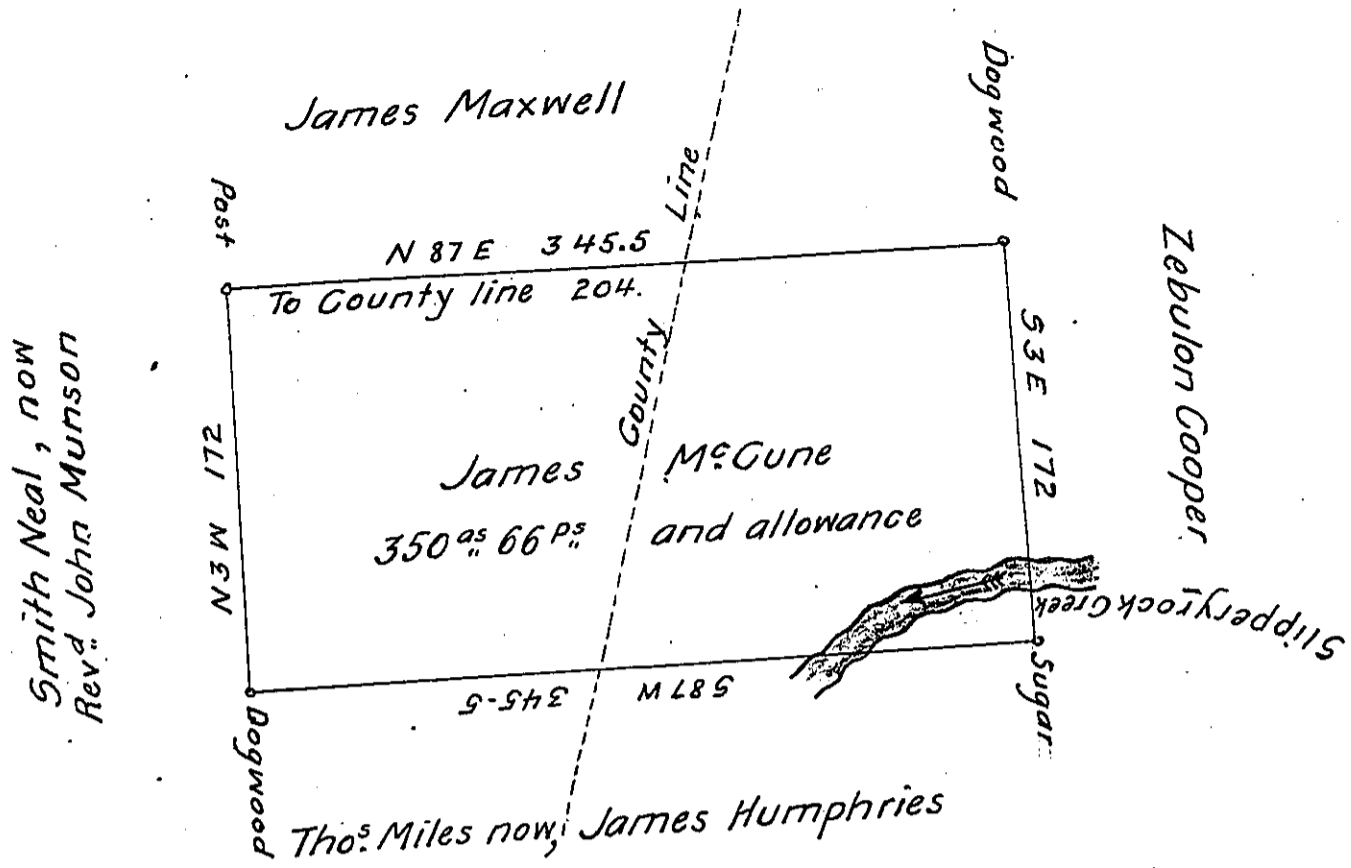 James Maxwell
Dogwood
Post
County Line
N 87 E 345.5
To County line 204.
Zebulon Cooper
S 3 E 172
Smith Neal, now
Rev.d John Munson
N 3 W 172
James McCune
350 as 66 ps and allowance
Slipperyrock Creek
Sugar
S 87 W 345-5
Dogwood
Thos. Miles now, James Humphries